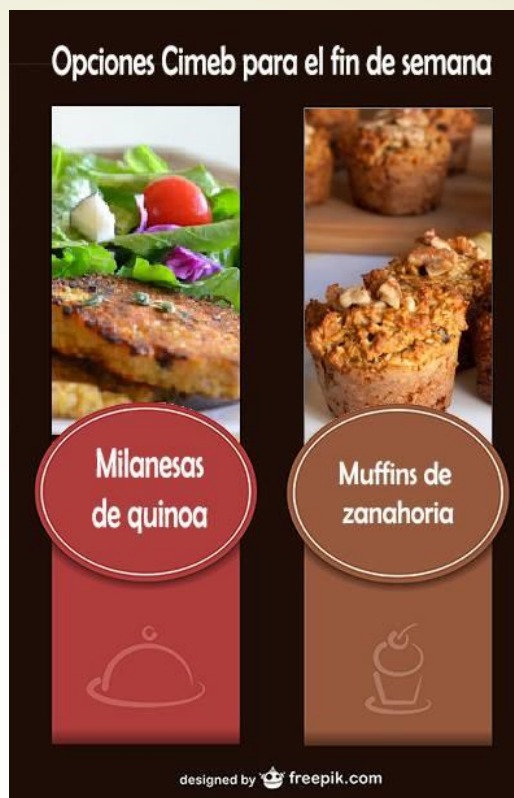 Opciones Cimeb para el fin de semana
Milanesas
de quinoa
Muffins de
zanahoria
designed by freepik.com